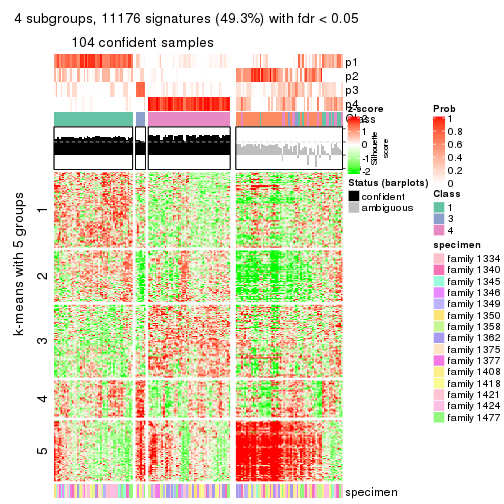 4 subgroups, 11176 signatures (49.3%) with fdr < 0.05
104 confident samples
p1
p2
p3
p4
Class
k-means with 5 groups
1
2
3
4
5
specimen
z-score
2
1
0
-1
-2
Silhouette
score
Status (barplots)
confident
ambiguous
Prob
1
0.8
0.6
0.4
0.2
0
Class
1
3
4
specimen
family 1334
family 1340
family 1345
family 1346
family 1349
family 1350
family 1358
family 1362
family 1375
family 1377
family 1408
family 1418
family 1421
family 1424
family 1477